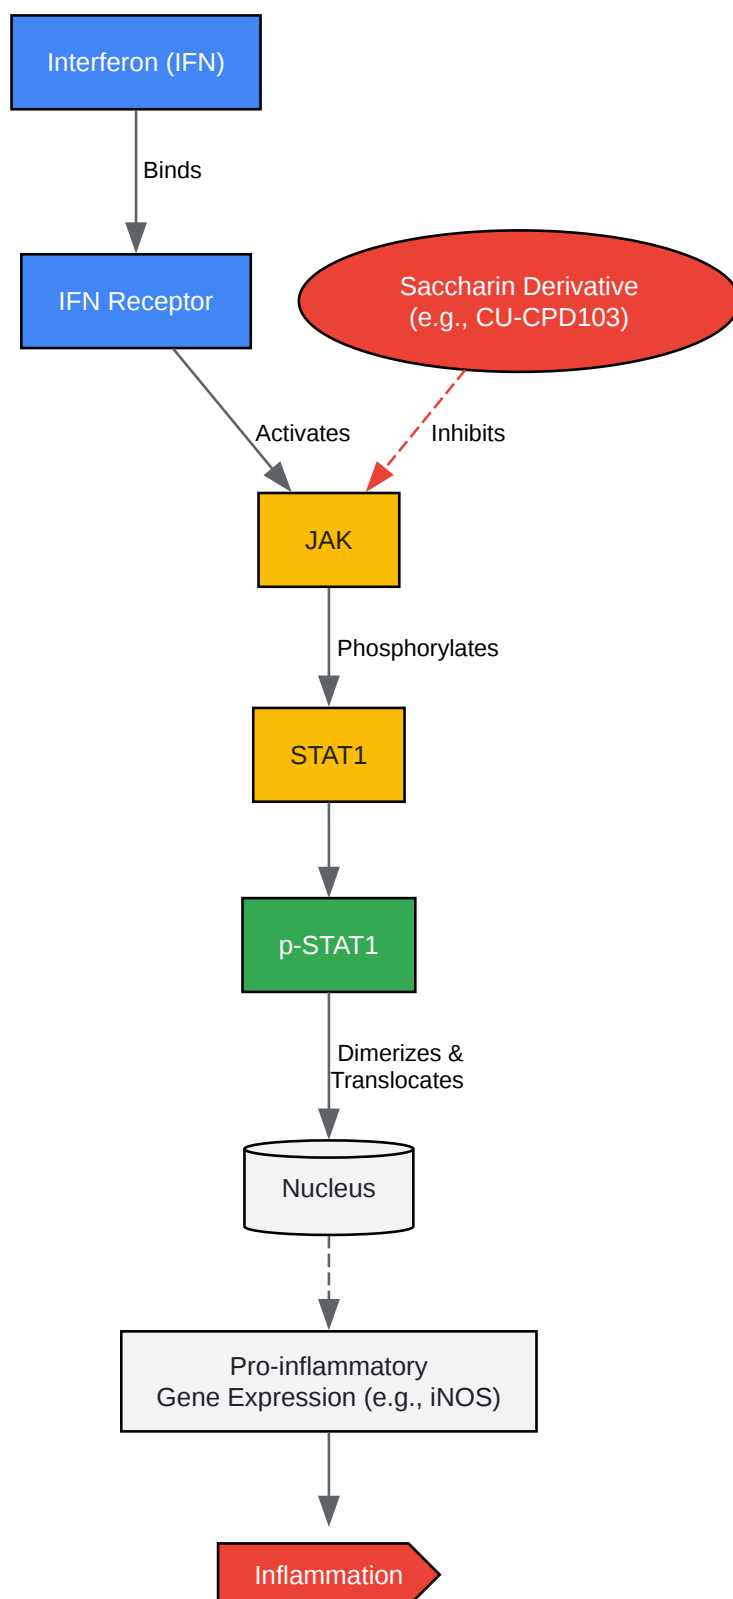 Interferon (IFN)
Binds
IFN Receptor
Saccharin Derivative
(e.g., CU-CPD103)
Activates
Inhibits
JAK
Phosphorylates
STAT1
p-STAT1
Dimerizes &
Translocates
Nucleus
Pro-inflammatory
Gene Expression (e.g., iNOS)
Inflammation